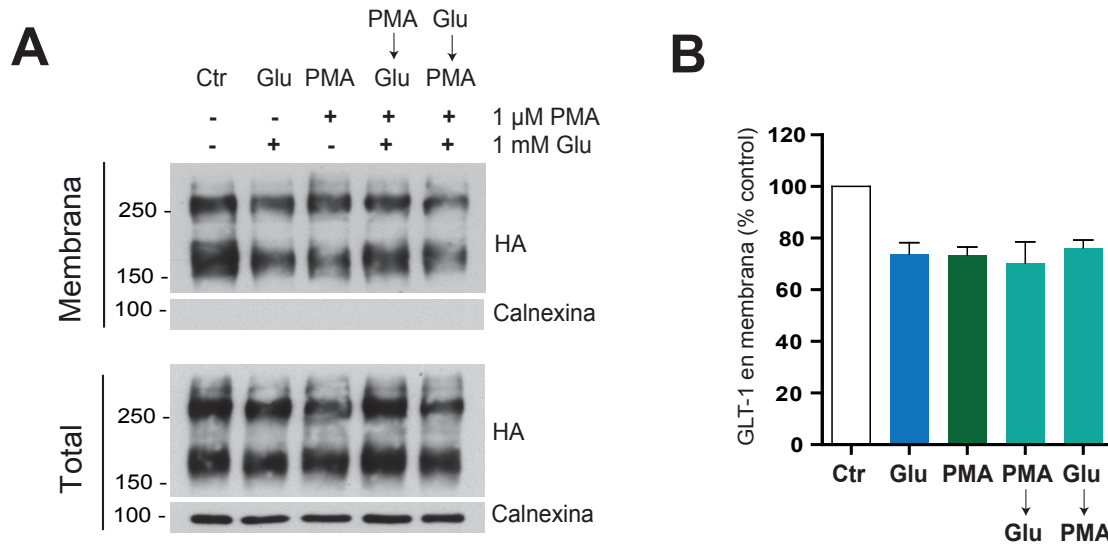 A
PMA Glu
↓ ↓
Ctr Glu PMA Glu PMA
- - + + + 1 µM PMA
- + - + + 1 mM Glu
Membrana
250 -
150 -
HA
100 -
Calnexina
Total
250 -
150 -
HA
100 -
Calnexina
B
GLT-1 en membrana (% control)
120
100
80
60
40
20
0
Ctr Glu PMA PMA Glu
↓ ↓
Glu PMA